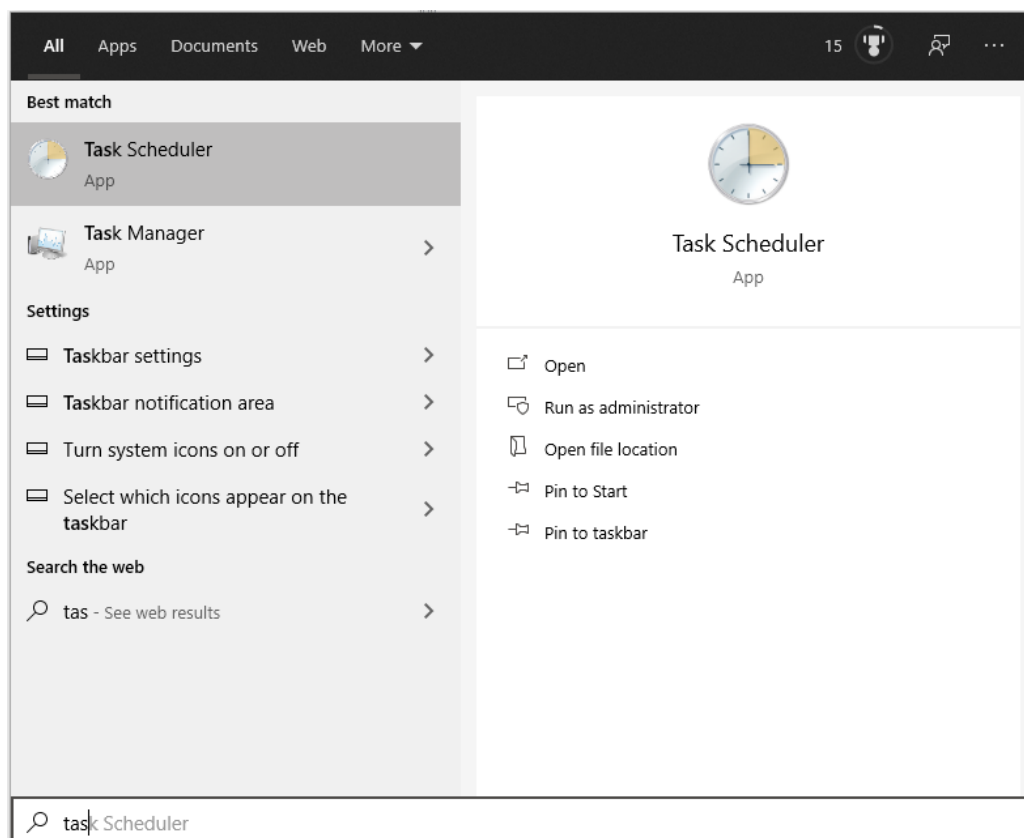 All Apps Documents Web More 15 ...
Best match
Task Scheduler
App
Task Manager
App
Settings
Taskbar settings
Taskbar notification area
Turn system icons on or off
Select which icons appear on the
taskbar
Search the web
tas - See web results
Task Scheduler
App
Open
Run as administrator
Open file location
Pin to Start
Pin to taskbar
task Scheduler